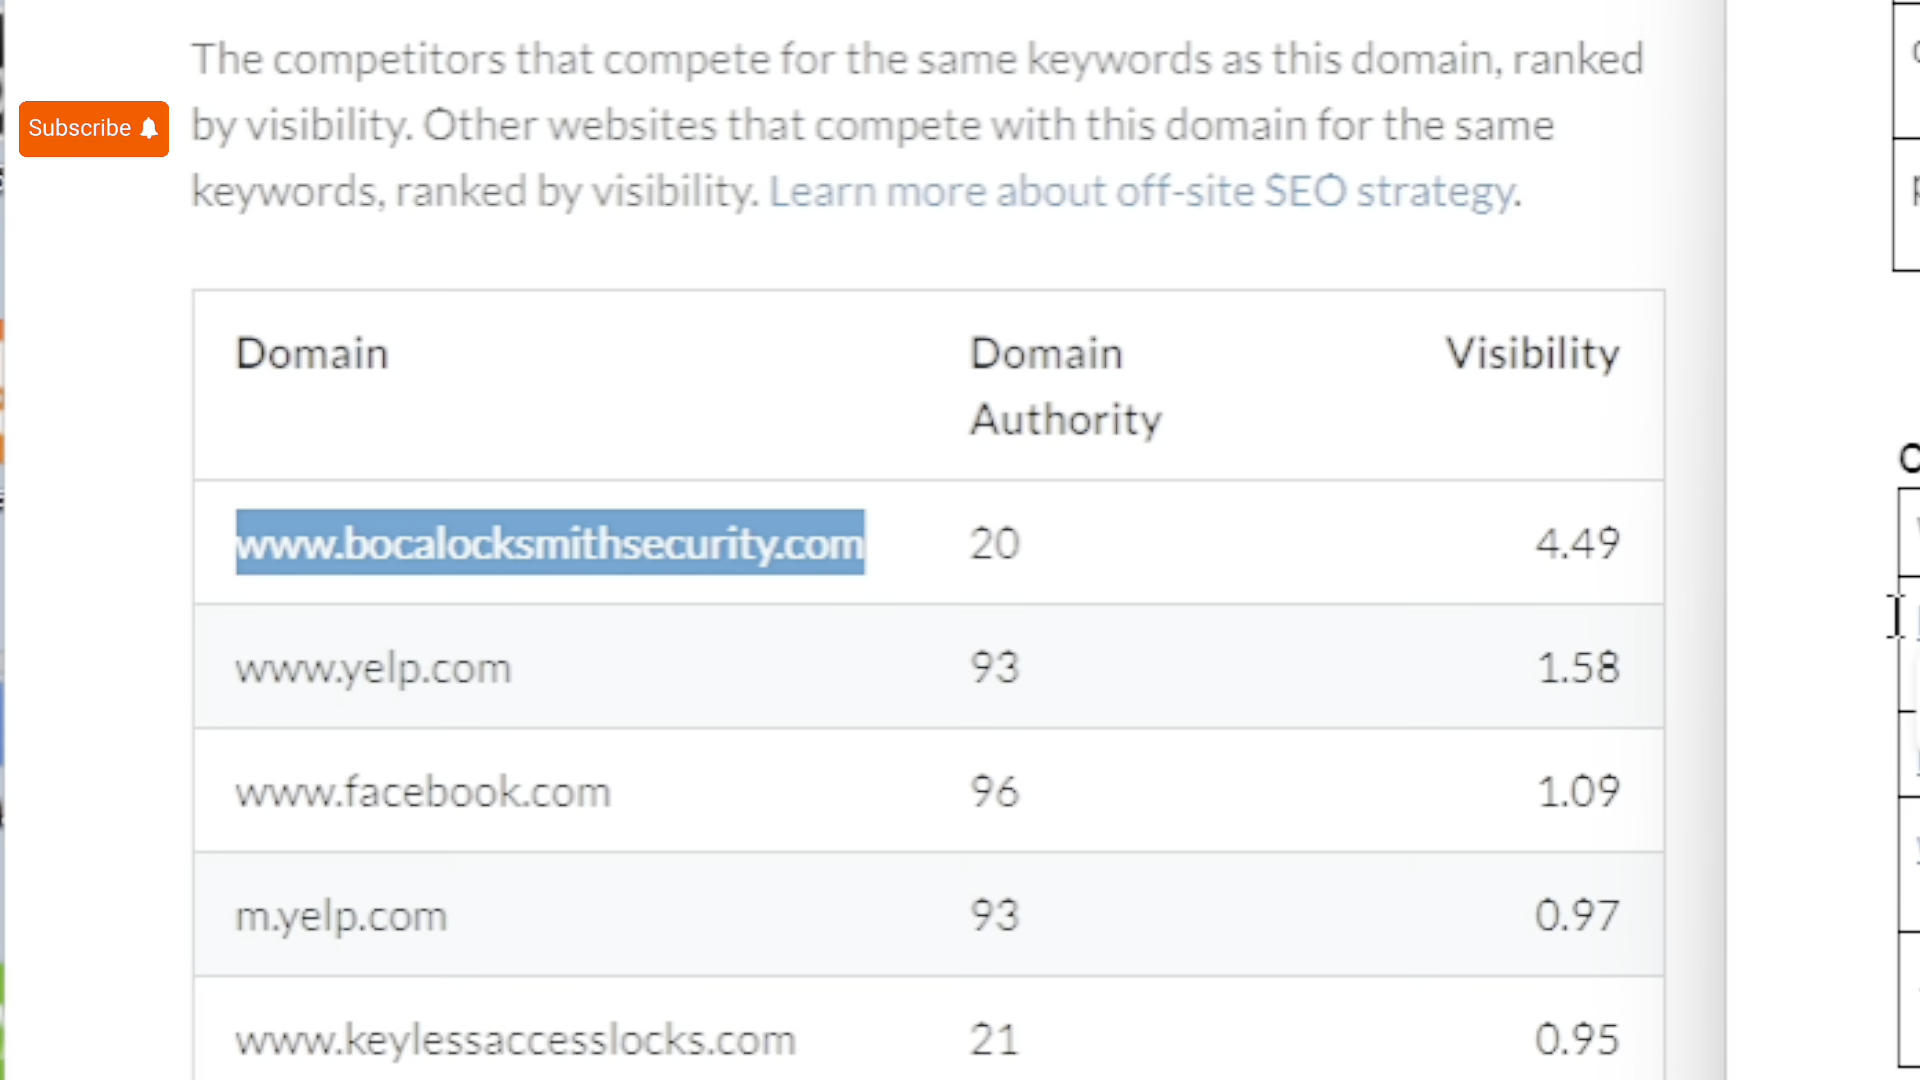 The competitors that compete for the same keywords as this domain, ranked
Subscribe
by visibility. Other websites that compete with this domain for the same
keywords, ranked by visibility. Learn more about off-site SEO strategy.
Domain Domain Authority Visibility
www.bocalocksmithsecurity.com 20 4.49
www.yelp.com 93 1.58
www.facebook.com 96 1.09
m.yelp.com 93 0.97
www.keylessaccesslocks.com 21 0.95